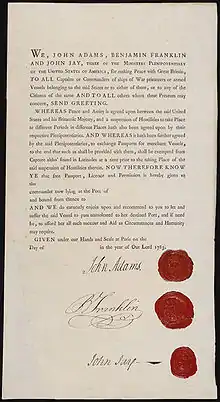 WE, JOHN ADAMS, BENJAMIN FRANKLIN
AND JOHN JAY, THREE OF THE MINISTERS PLENIPOTENTIARY
OF THE UNITED STATES OF AMERICA, for making PEACE with GREAT BRITAIN,
TO ALL Captains or Commanders of ships of War privateers or armed
Vessels belonging to the said States or to either of them, or to any of the
Citizens of the same AND TO ALL others whom these Presents may
concern, SEND GREETING.
WHEREAS Peace and Amity is agreed upon between the said United
States and his Britannic Majesty, and a suspension of Hostilities to take Place
at different Periods in different Places hath also been agreed upon by their
respective Plenipotentiaries. AND WHEREAS it hath been further agreed
by the said Plenipotentiaries, to exchange Passports for merchant Vessels,
to the end that such as shall be provided with them, shall be exempted from
Capture altho' found in Latitudes at a time prior to the taking Place of the
said suspension of Hostilities therein. NOW THEREFORE KNOW
YE that free Passport, Licence and Permission is hereby given to
the
commander now lying at the Port of
and bound from thence to
AND WE do earnestly enjoin upon and recommend to you to let and
suffer the said Vessel to pass unmolested to her destined Port, and if need
be, to afford her all such succour and Aid as Circumstances and Humanity
may require.
GIVEN under our Hands and Seals at Paris on the
Day of in the year of Our Lord 1783.
John Adams
B Franklin
John Jay